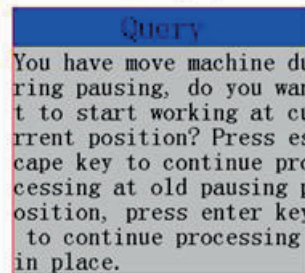 Query
You have move machine du
ring pausing, do you wan
t to start working at cu
rrent position? Press es
cape key to continue pro
cessing at old pausing p
osition, press enter key
 to continue processing
in place.